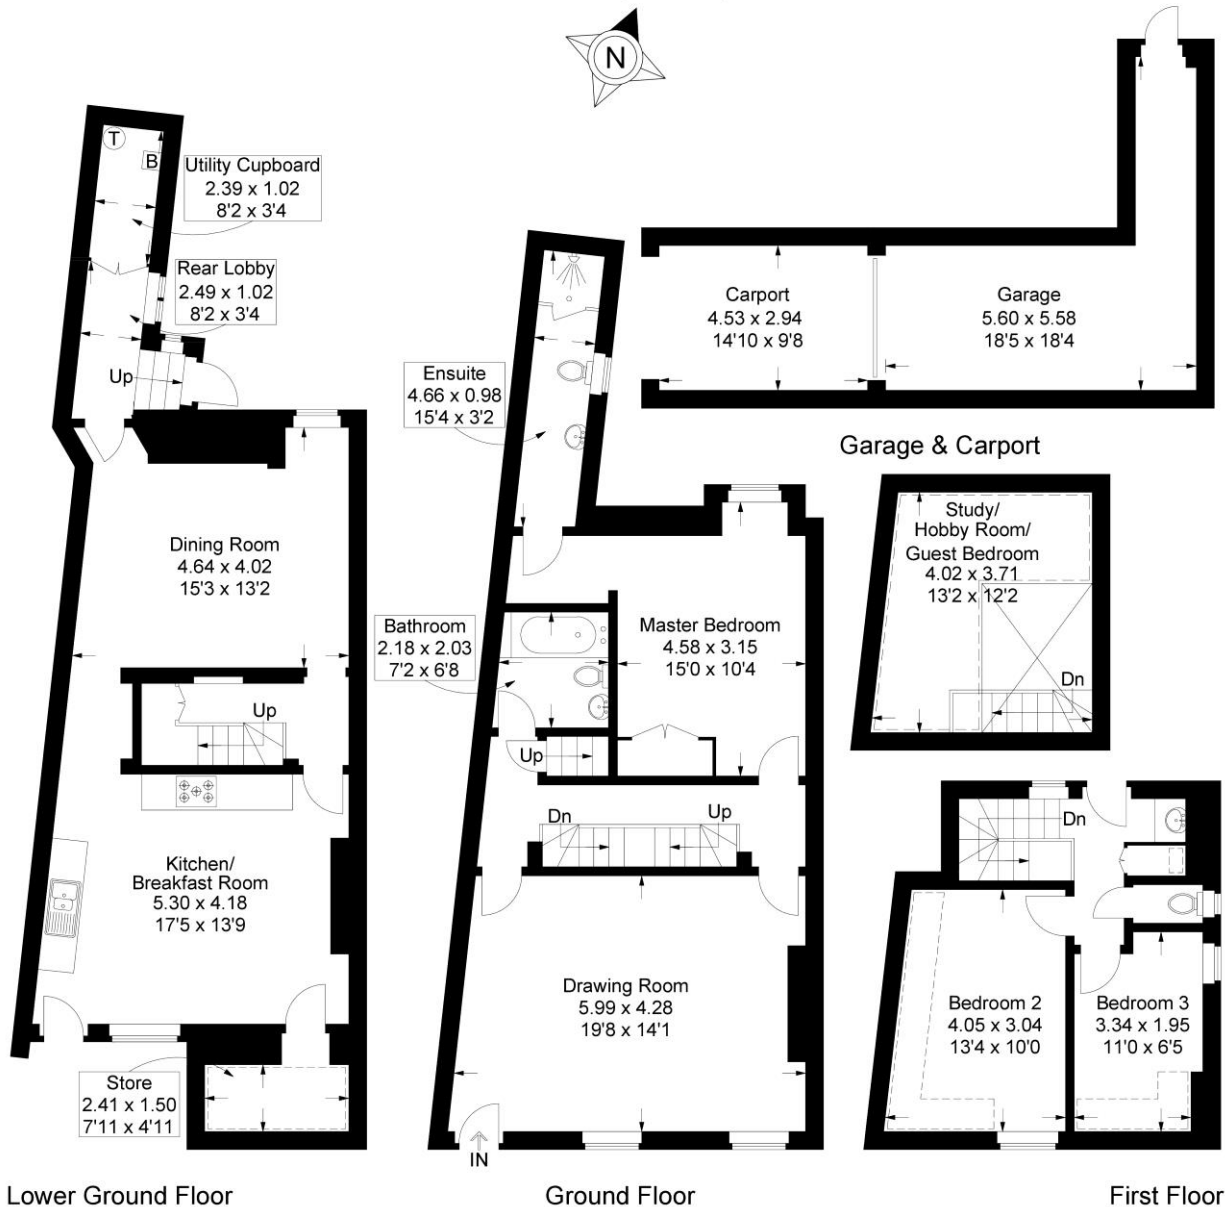 N
T
B
Utility Cupboard
2.39 x 1.02
8'2 x 3'4
Rear Lobby
2.49 x 1.02
8'2 x 3'4
Up
Dining Room
4.64 x 4.02
15'3 x 13'2
Up
Kitchen/
Breakfast Room
5.30 x 4.18
17'5 x 13'9
Store
2.41 x 1.50
7'11 x 4'11
Lower Ground Floor
Ensuite
4.66 x 0.98
15'4 x 3'2
Bathroom
2.18 x 2.03
7'2 x 6'8
Master Bedroom
4.58 x 3.15
15'0 x 10'4
Up
Dn
Up
Drawing Room
5.99 x 4.28
19'8 x 14'1
IN
Ground Floor
Carport
4.53 x 2.94
14'10 x 9'8
Garage
5.60 x 5.58
18'5 x 18'4
Garage & Carport
Study/
Hobby Room/
Guest Bedroom
4.02 x 3.71
13'2 x 12'2
Dn
Dn
Bedroom 2
4.05 x 3.04
13'4 x 10'0
Bedroom 3
3.34 x 1.95
11'0 x 6'5
First Floor